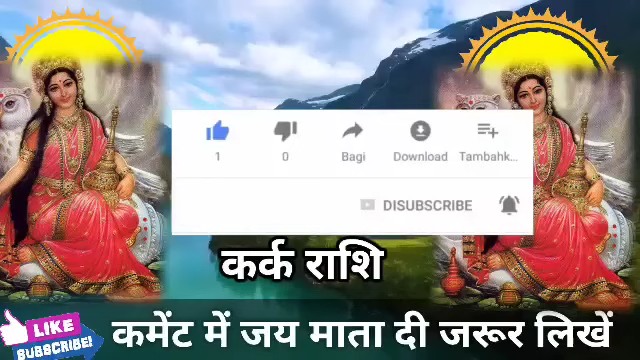 1
0
Bagi
Download
Tambahk...
DISUBSCRIBE
कर्क राशि
LIKE
SUBSCRIBE!
कमेंट में जय माता दी जरूर लिखें